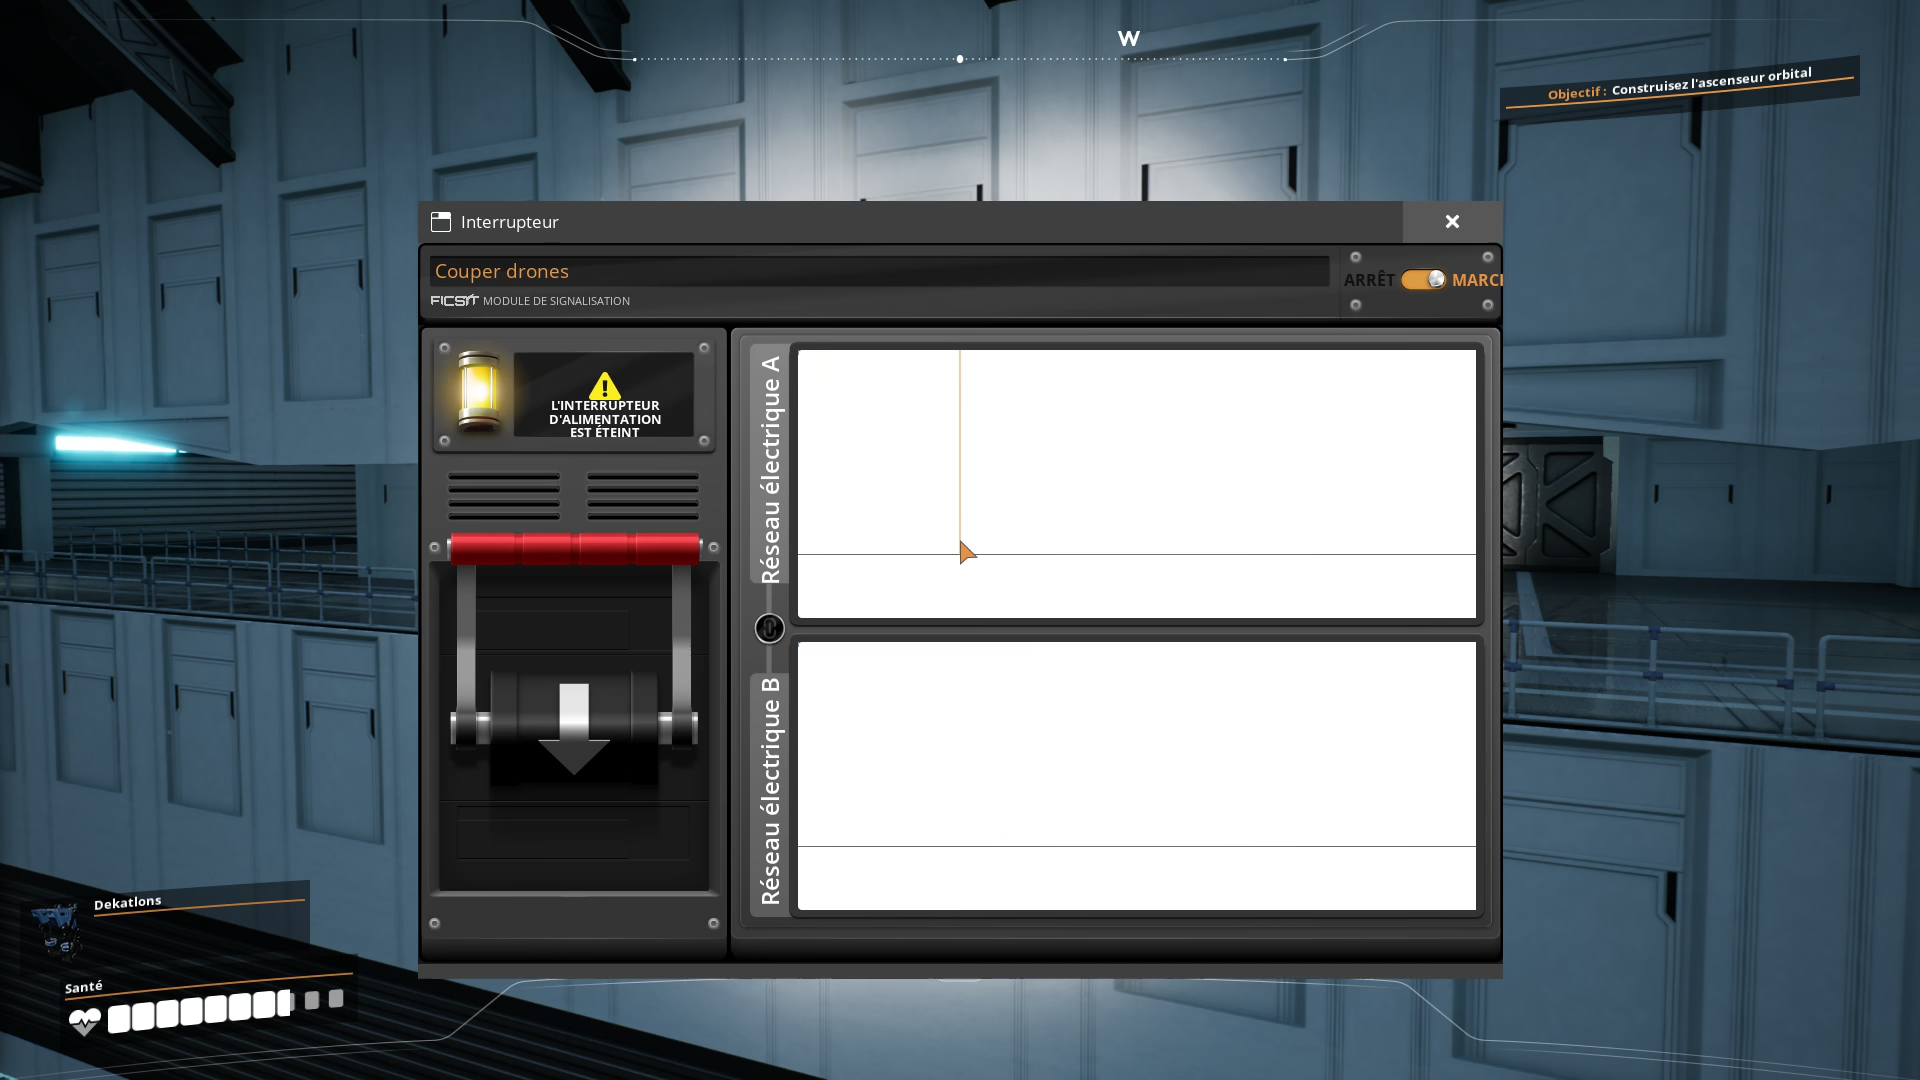 W
Objectif : Construisez l'ascenseur orbital
Interrupteur
Couper drones
ARRÊT
MARCH
FICSIT MODULE DE SIGNALISATION
L'INTERRUPTEUR
D'ALIMENTATION
EST ÉTEINT
Réseau électrique A
Réseau électrique B
Dekatlons
Santé